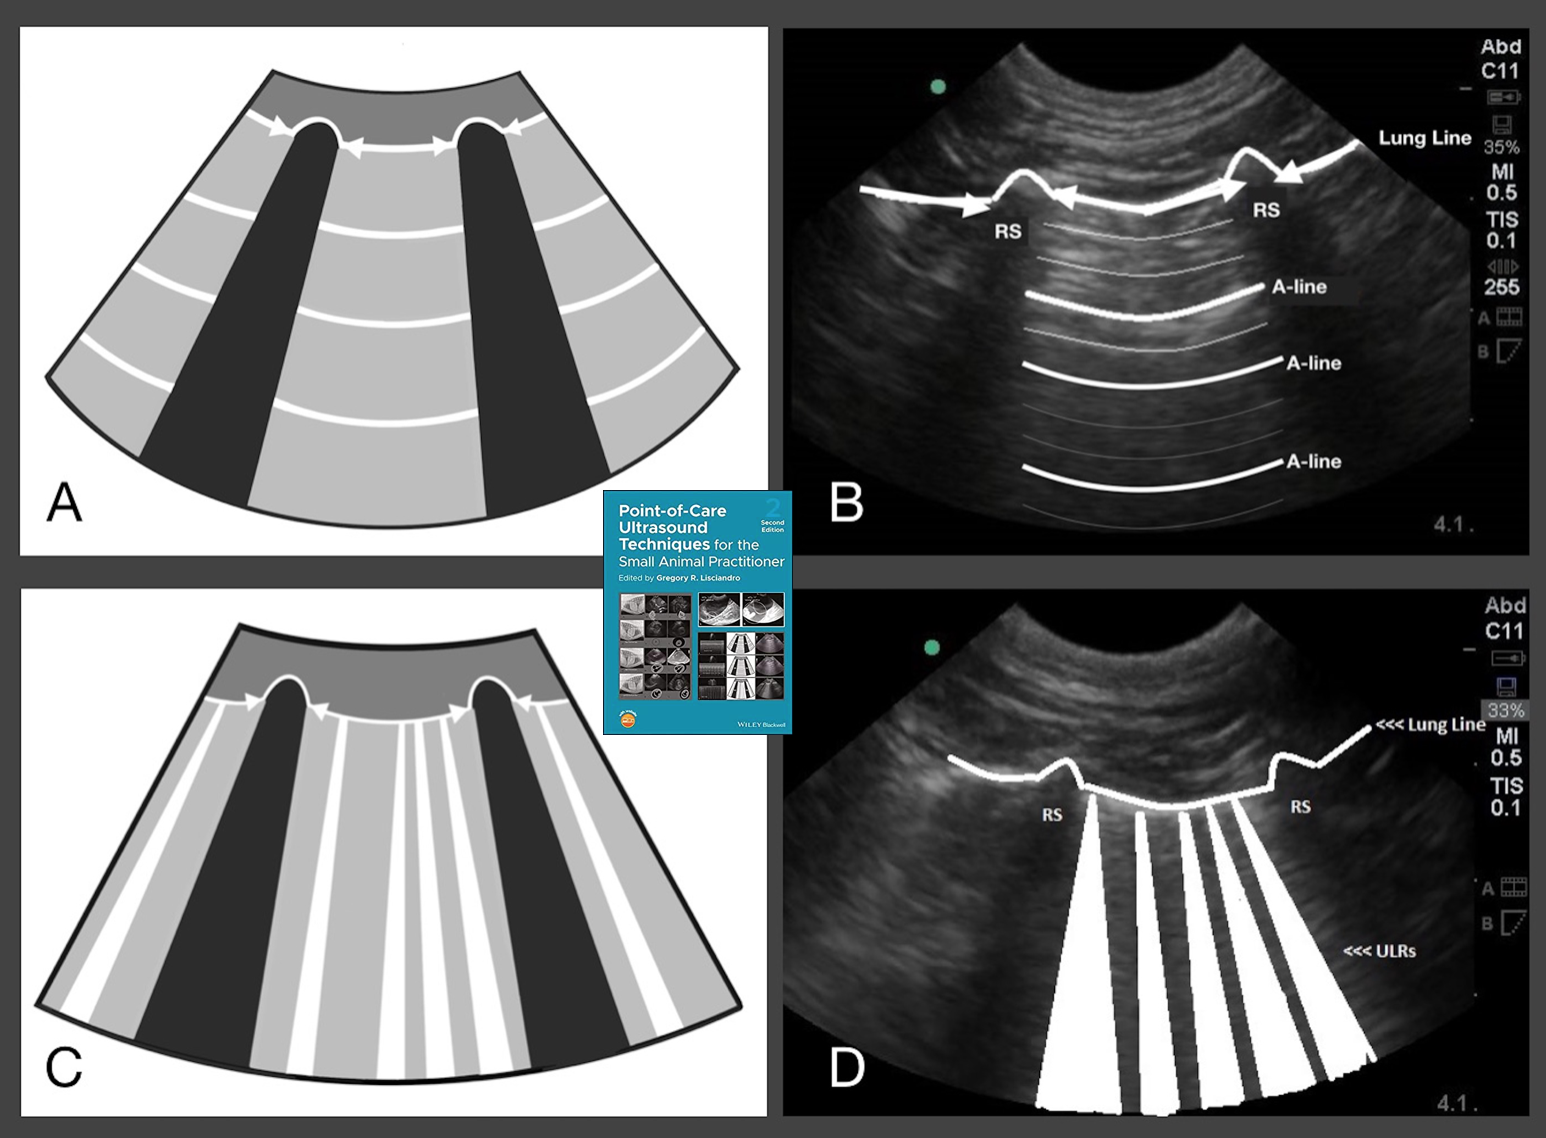 A
Abd
C11
35%
MI
0.5
TIS
0.1
255
A
B
Lung Line
RS
RS
A-line
A-line
A-line
B
4.1.
Point-of-Care
Ultrasound
Techniques for the
Small Animal Practitioner
2
Second
Edition
Edited by Gregory R. Lisciandro
WILEY Blackwell
C
Abd
C11
33%
MI
0.5
TIS
0.1
A
B
<<< Lung Line
RS
RS
<<< ULRs
D
4.1.